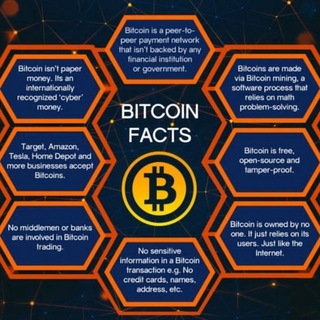 Bitcoin is a peer-to-
peer payment network
that isn't backed by any
financial institution
or government.
Bitcoin isn't paper
money. Its an
internationally
recognized 'cyber'
money.
Bitcoins are made
via Bitcoin mining, a
software process that
relies on math
problem-solving.
BITCOIN
FACTS
Target, Amazon,
Tesla, Home Depot and
more businesses accept
Bitcoins.
Bitcoin is free,
open-source and
tamper-proof.
No middlemen or banks
are involved in Bitcoin
trading.
Bitcoin is owned by no
one. It just relies on its
users. Just like the
Internet.
No sensitive
information in a Bitcoin
transaction e.g. No
credit cards, names,
address, etc.